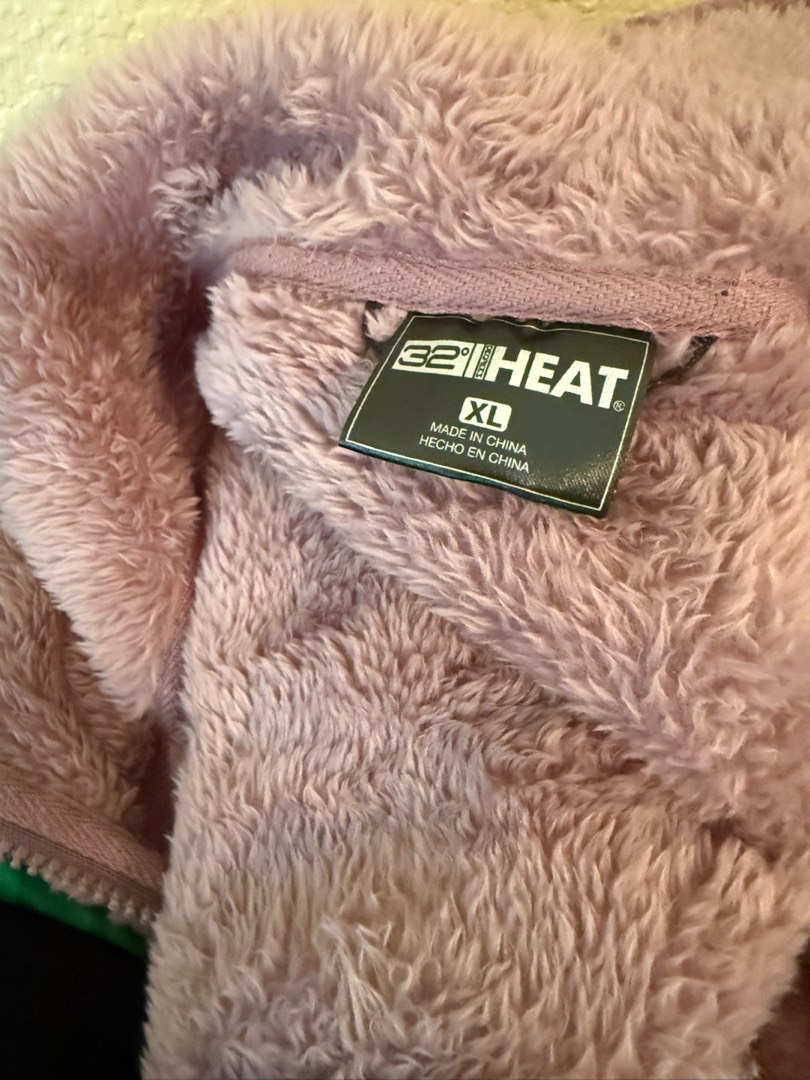 32° HEAT®
XL
MADE IN CHINA
HECHO EN CHINA